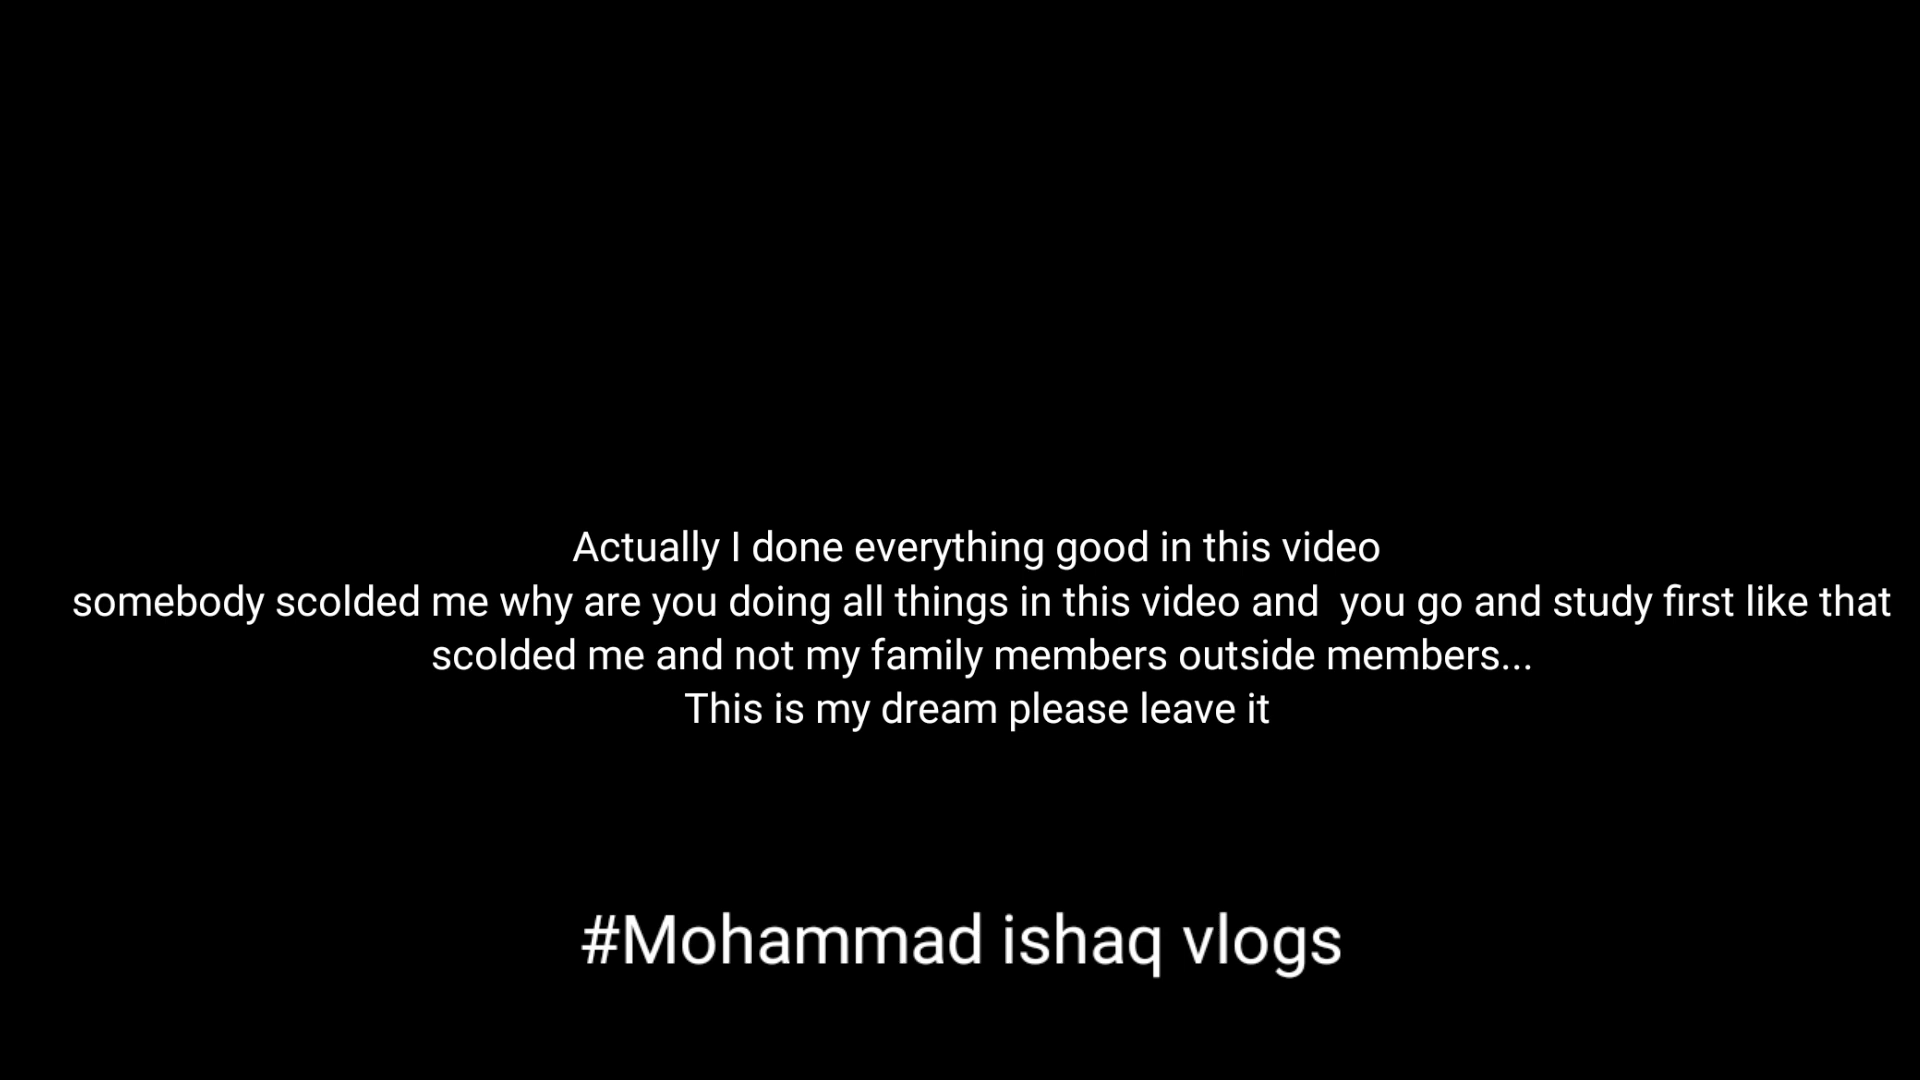 Actually I done everything good in this video
somebody scolded me why are you doing all things in this video and  you go and study first like that
scolded me and not my family members outside members...
This is my dream please leave it
#Mohammad ishaq vlogs